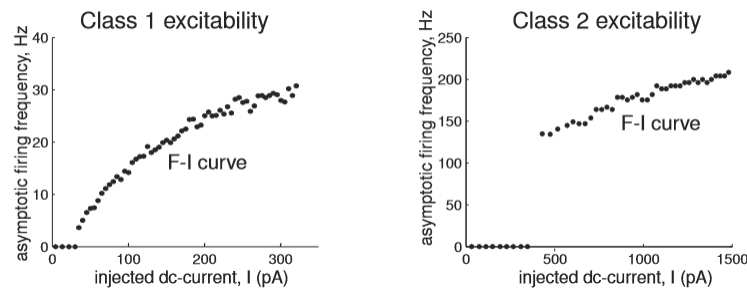 Class 1 excitability
asymptotic firing frequency, Hz
40
30
20
10
0
F-I curve
0 100 200 300
injected dc-current, I (pA)
Class 2 excitability
asymptotic firing frequency, Hz
250
200
150
100
50
0
F-I curve
0 500 1000 1500
injected dc-current, I (pA)